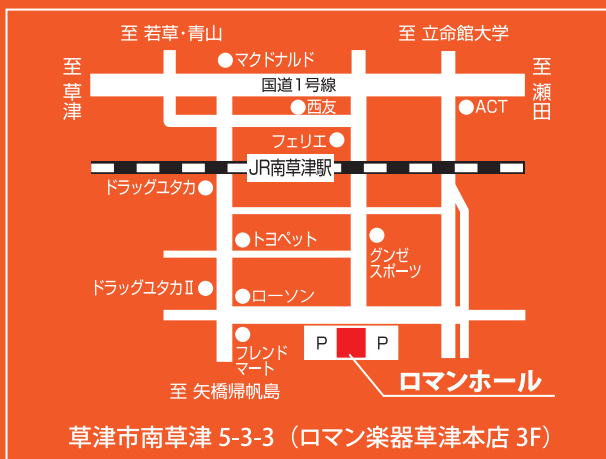 至 若草・青山
至 立命館大学
マクドナルド
至草津
国道1号線
至瀬田
西友
ACT
フェリエ
JR南草津駅
ドラッグユタカ
トヨペット
グンゼ
スポーツ
ドラッグユタカⅡ
ローソン
フレンド
マート
P
P
至 矢橋帰帆島
ロマンホール
草津市南草津 5-3-3（ロマン楽器草津本店 3F）